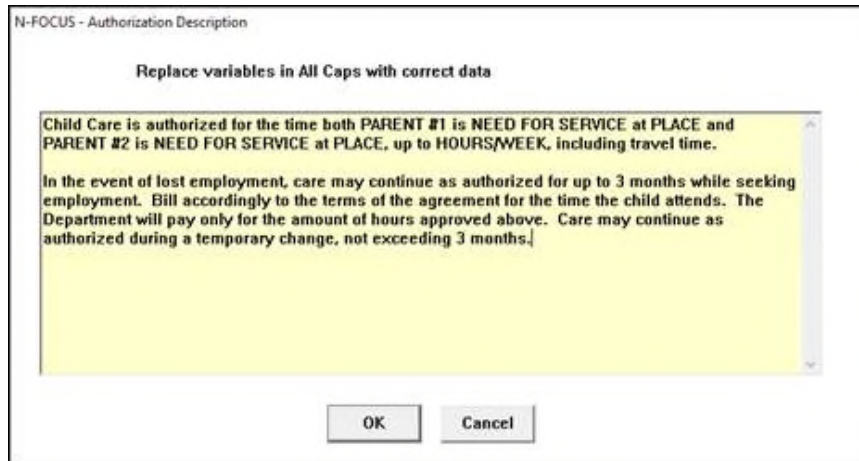 N-FOCUS - Authorization Description
Replace variables in All Caps with correct data
Child Care is authorized for the time both PARENT #1 is NEED FOR SERVICE at PLACE and
PARENT #2 is NEED FOR SERVICE at PLACE, up to HOURS/WEEK, including travel time.
In the event of lost employment, care may continue as authorized for up to 3 months while seeking
employment.  Bill accordingly to the terms of the agreement for the time the child attends.  The
Department will pay only for the amount of hours approved above.  Care may continue as
authorized during a temporary change, not exceeding 3 months.
OK
Cancel